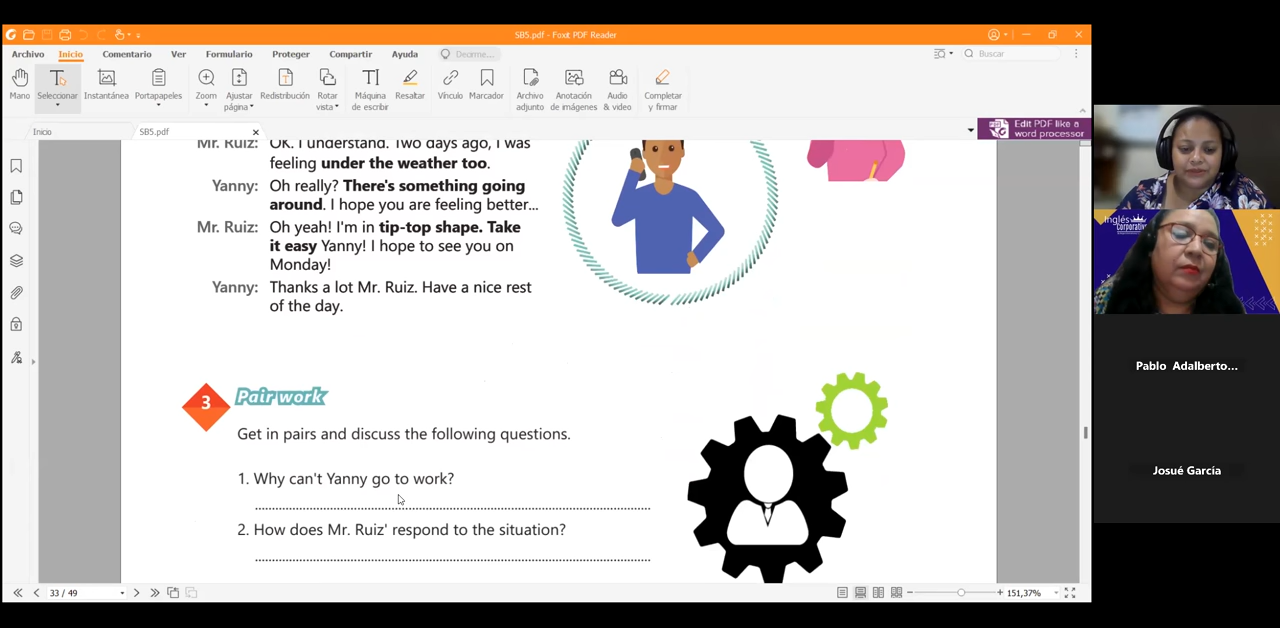 SB5.pdf - Foxit PDF Reader
Archivo Inicio Comentario Ver Formulario Proteger Compartir Ayuda Decirme... Buscar
Mano Seleccionar Instantánea Portapapeles Zoom Ajustar página Redistribución Rotar vista Máquina de escribir Resaltar Vínculo Marcador Archivo adjunto Anotación de imágenes Audio & video Completar y firmar
Inicio SB5.pdf
Edit PDF like a
word processor
Mr. Ruiz: OK. I understand. Two days ago, I was
feeling under the weather too.
Yanny: Oh really? There's something going
around. I hope you are feeling better...
Mr. Ruiz: Oh yeah! I'm in tip-top shape. Take
it easy Yanny! I hope to see you on
Monday!
Yanny: Thanks a lot Mr. Ruiz. Have a nice rest
of the day.
3 Pair work
Get in pairs and discuss the following questions.
1. Why can't Yanny go to work?
2. How does Mr. Ruiz' respond to the situation?
33 / 49
151,37%
Inglés
Corporativo
Pablo Adalberto...
Josué García